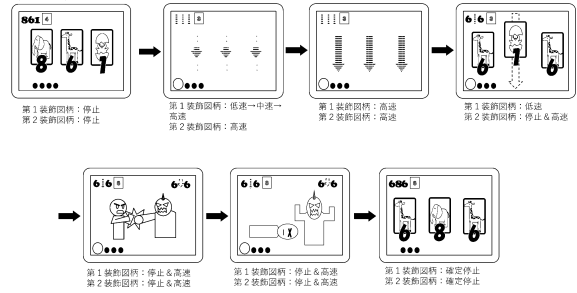 861
8 6 1
第1装飾図柄：停止
第2装飾図柄：停止
第1装飾図柄：低速→中速→
高速
第2装飾図柄：高速
第1装飾図柄：高速
第2装飾図柄：高速
6 6
6 1 6
第1装飾図柄：低速
第2装飾図柄：停止＆高速
6 6
6 6
第1装飾図柄：停止＆高速
第2装飾図柄：停止＆高速
6 6
6 6
第1装飾図柄：停止＆高速
第2装飾図柄：停止＆高速
686
6 8 6
第1装飾図柄：確定停止
第2装飾図柄：確定停止